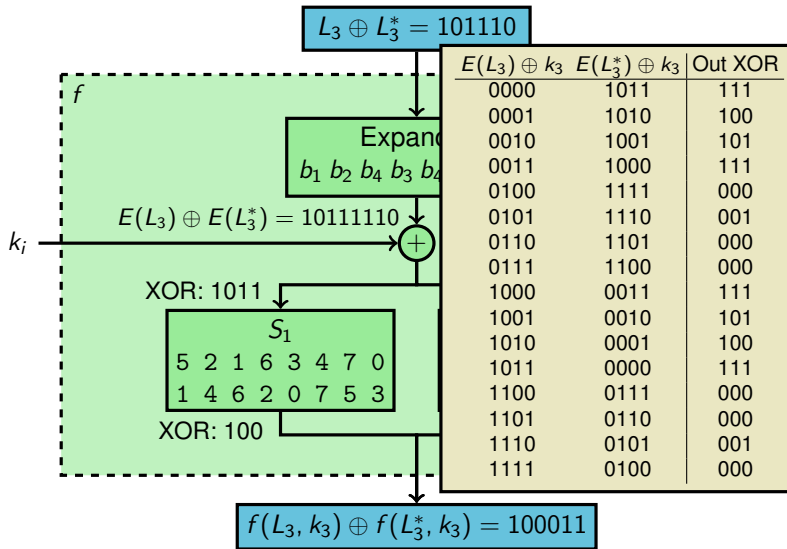 L₃ ⊕ L₃* = 101110
f
Expan
b₁ b₂ b₄ b₃ b₄
E(L₃) ⊕ E(L₃*) = 10111110
kᵢ
+
XOR: 1011
S₁
5 2 1 6 3 4 7 0
1 4 6 2 0 7 5 3
XOR: 100
f(L₃, k₃) ⊕ f(L₃*, k₃) = 100011
E(L₃) ⊕ k₃ E(L₃*) ⊕ k₃ Out XOR
0000 1011 111
0001 1010 100
0010 1001 101
0011 1000 111
0100 1111 000
0101 1110 001
0110 1101 000
0111 1100 000
1000 0011 111
1001 0010 101
1010 0001 100
1011 0000 111
1100 0111 000
1101 0110 000
1110 0101 001
1111 0100 000